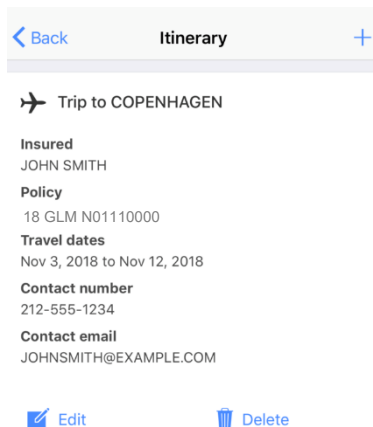 Back Itinerary +
Trip to COPENHAGEN
Insured
JOHN SMITH
Policy
18 GLM N01110000
Travel dates
Nov 3, 2018 to Nov 12, 2018
Contact number
212-555-1234
Contact email
JOHNSMITH@EXAMPLE.COM
Edit Delete